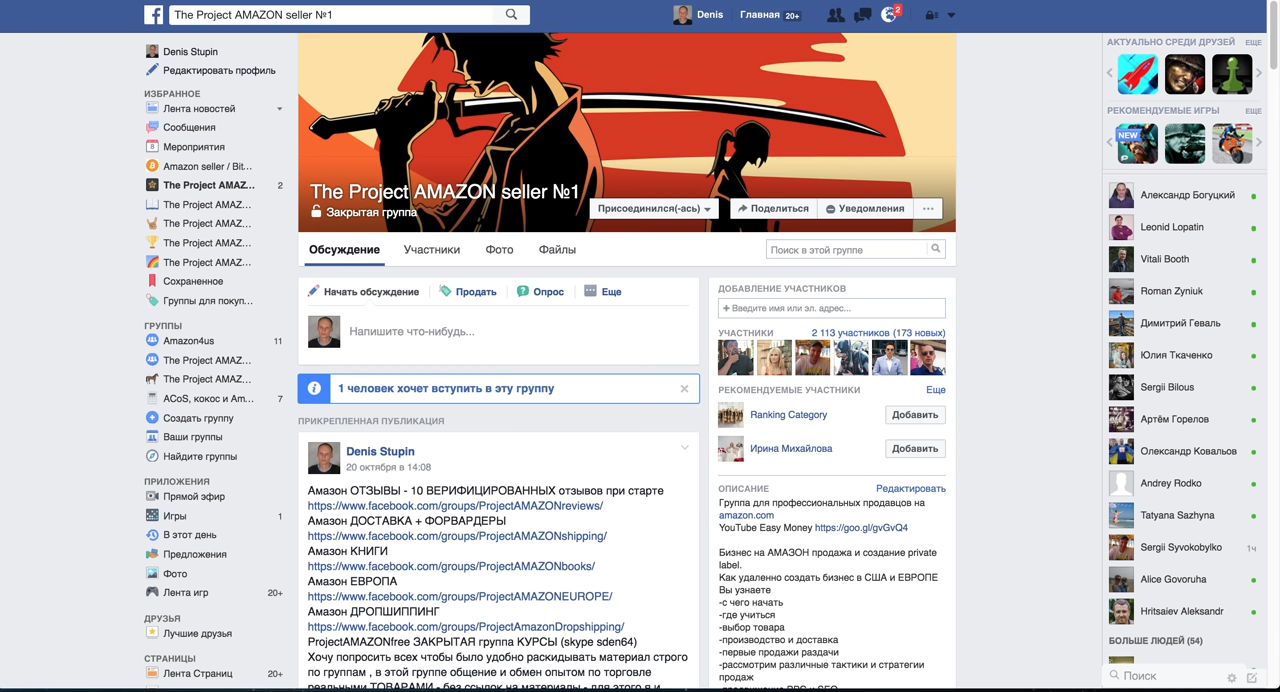 The Project AMAZON seller №1
Denis
Главная 20+
2
Denis Stupin
Редактировать профиль
ИЗБРАННОЕ
Лента новостей
Сообщения
Мероприятия
Amazon seller / Bit...
The Project AMAZ... 2
The Project AMAZ...
The Project AMAZ...
The Project AMAZ...
The Project AMAZ...
Сохраненное
Группы для покуп...
ГРУППЫ
Amazon4us 11
The Project AMAZ...
The Project AMAZ...
ACoS, кокос и Am... 7
Создать группу
Ваши группы
Найдите группы
ПРИЛОЖЕНИЯ
Прямой эфир
Игры 1
В этот день
Предложения
Фото
Лента игр 20+
ДРУЗЬЯ
Лучшие друзья
СТРАНИЦЫ
Лента Страниц 20+
The Project AMAZON seller №1
Закрытая группа
Присоединился(-ась)
Поделиться
Уведомления
Обсуждение
Участники
Фото
Файлы
Поиск в этой группе
Начать обсуждение
Продать
Опрос
Еще
Напишите что-нибудь...
1 человек хочет вступить в эту группу
ПРИКРЕПЛЕННАЯ ПУБЛИКАЦИЯ
Denis Stupin
20 октября в 14:08
Амазон ОТЗЫВЫ - 10 ВЕРИФИЦИРОВАННЫХ отзывов при старте
https://www.facebook.com/groups/ProjectAMAZONreviews/
Амазон ДОСТАВКА + ФОРВАРДЕРЫ
https://www.facebook.com/groups/ProjectAMAZONshipping/
Амазон КНИГИ
https://www.facebook.com/groups/ProjectAMAZONbooks/
Амазон ЕВРОПА
https://www.facebook.com/groups/ProjectAMAZONEUROPE/
Амазон ДРОПШИППИНГ
https://www.facebook.com/groups/ProjectAmazonDropshipping/
ProjectAMAZONfree ЗАКРЫТАЯ группа КУРСЫ (skype sden64)
Хочу попросить всех чтобы было удобно раскидывать материал строго
по группам , в этой группе общение и обмен опытом по торговле
реальными ТОВАРАМИ - без ссылок на материалы - для этого я и
ДОБАВЛЕНИЕ УЧАСТНИКОВ
+ Введите имя или эл. адрес...
УЧАСТНИКИ 2 113 участников (173 новых)
РЕКОМЕНДУЕМЫЕ УЧАСТНИКИ Еще
Ranking Category Добавить
Ирина Михайлова Добавить
ОПИСАНИЕ Редактировать
Группа для профессиональных продавцов на
amazon.com
YouTube Easy Money https://goo.gl/gvGvQ4
Бизнес на АМАЗОН продажа и создание private
label.
Как удаленно создать бизнес в США и ЕВРОПЕ
Вы узнаете
-с чего начать
-где учиться
-выбор товара
-производство и доставка
-первые продажи раздачи
-рассмотрим различные тактики и стратегии
продаж
АКТУАЛЬНО СРЕДИ ДРУЗЕЙ ЕЩЕ
РЕКОМЕНДУЕМЫЕ ИГРЫ ЕЩЕ
NEW
Александр Богуцкий
Leonid Lopatin
Vitali Booth
Roman Zyniuk
Димитрий Геваль
Юлия Ткаченко
Sergii Bilous
Артём Горелов
Олександр Ковальов
Andrey Rodko
Tatyana Sazhyna
Sergii Syvokobylko 1ч
Alice Govoruha
Hritsaiev Aleksandr
БОЛЬШЕ ЛЮДЕЙ (54)
Поиск